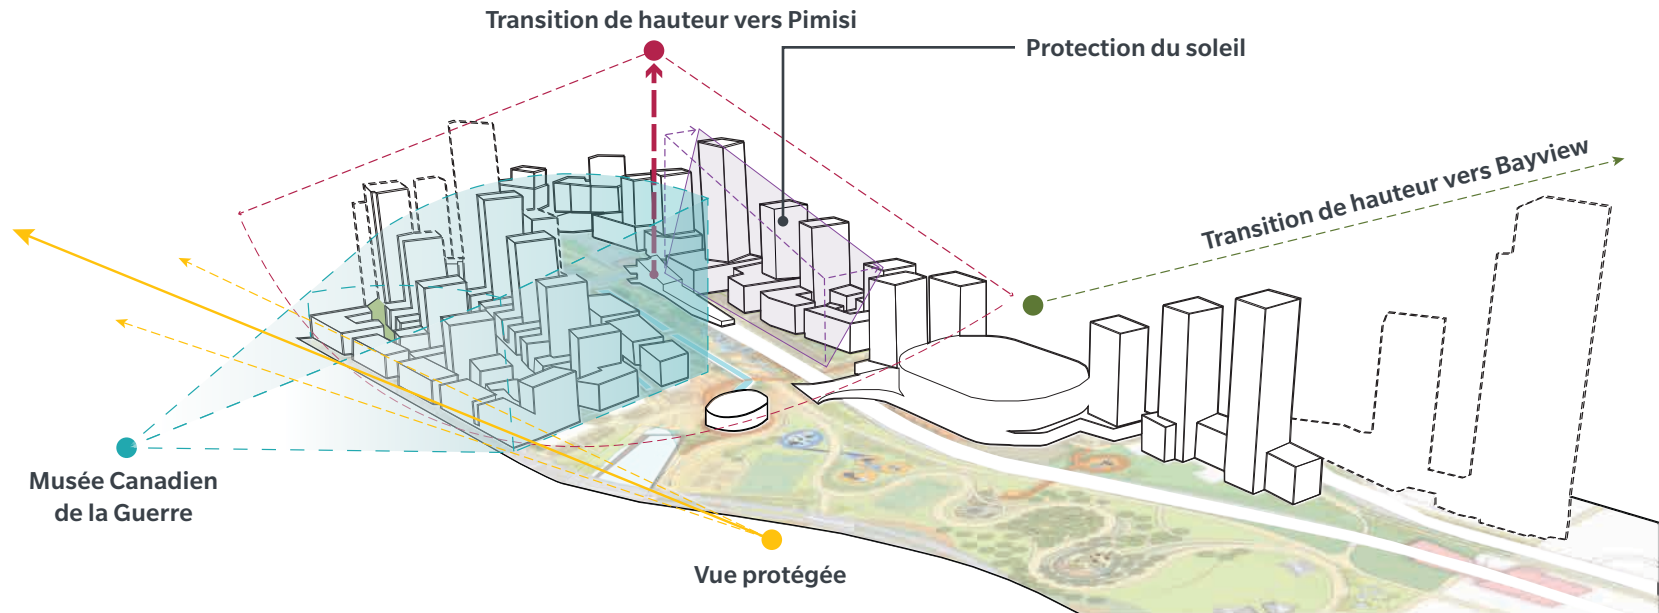 Transition de hauteur vers Pimisi
Protection du soleil
Transition de hauteur vers Bayview
Musée Canadien
de la Guerre
Vue protégée